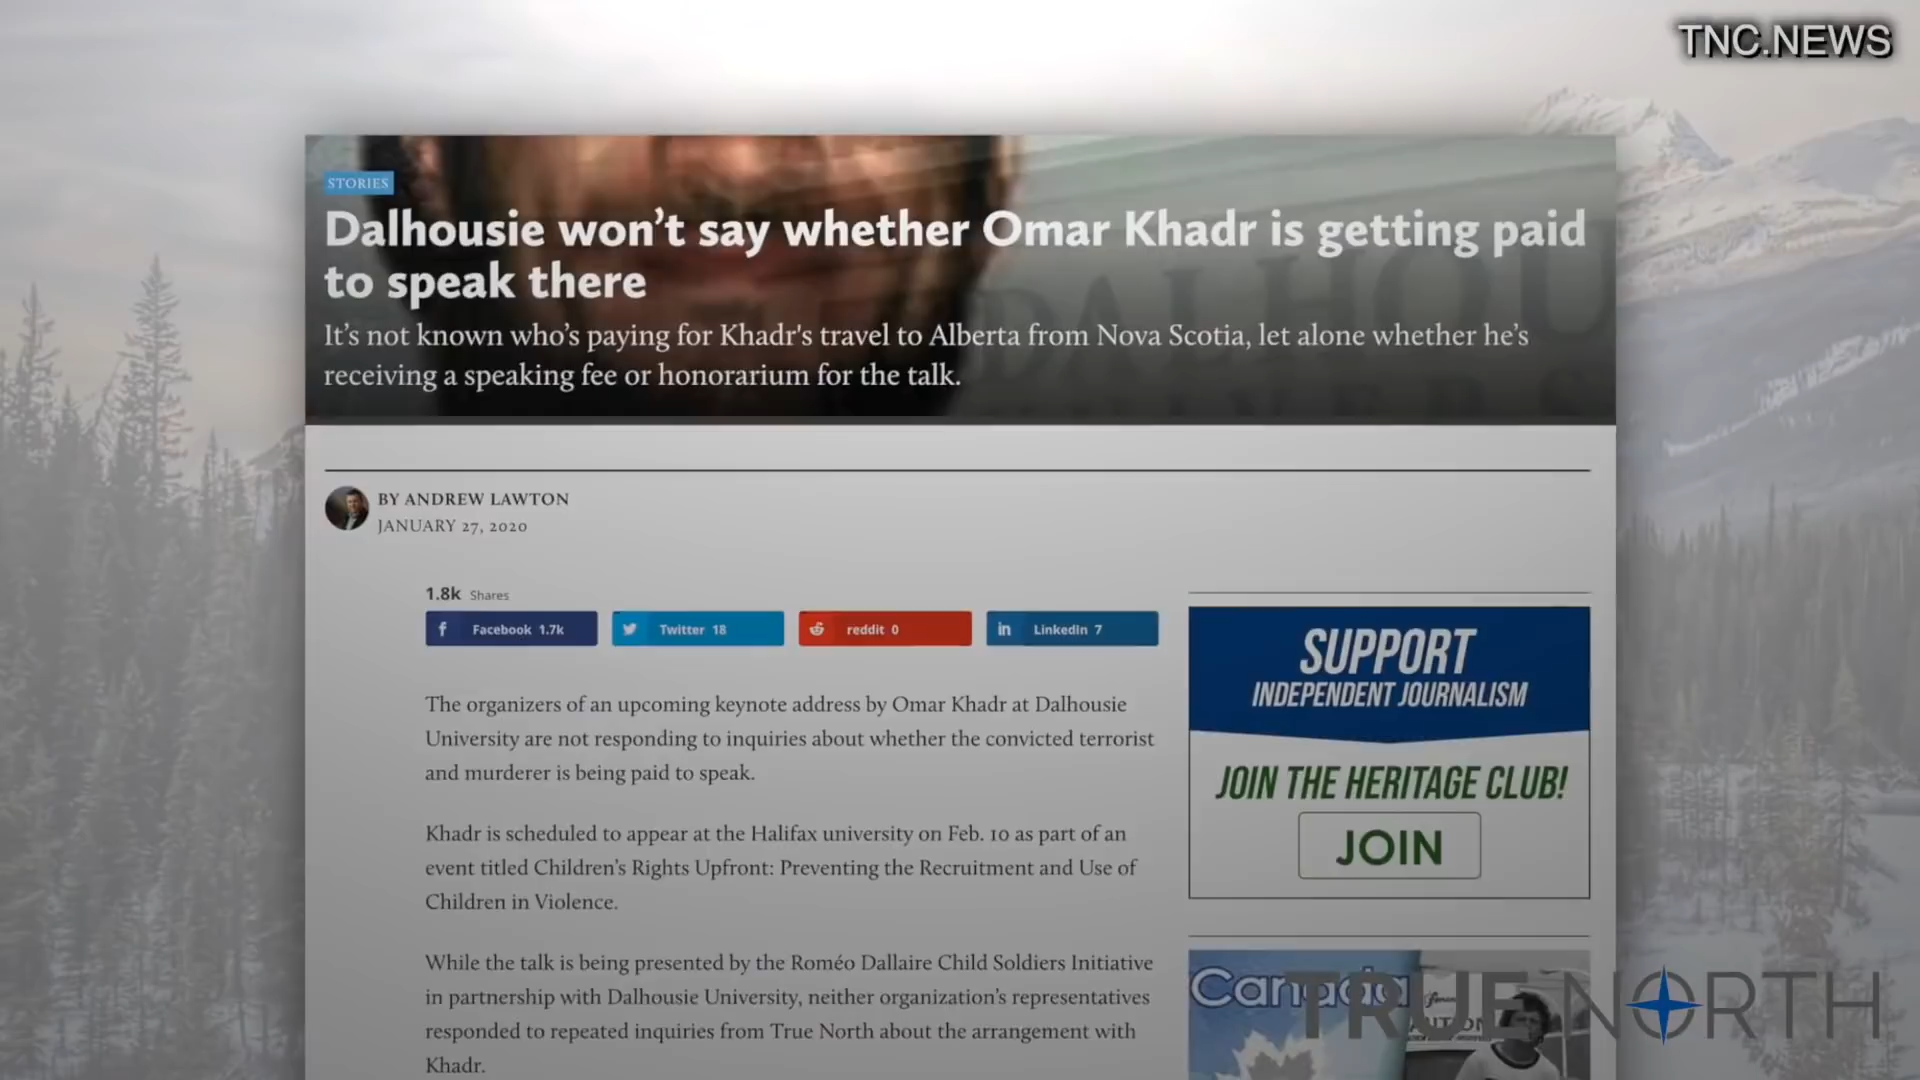 TNC.NEWS
STORIES
Dalhousie won't say whether Omar Khadr is getting paid
to speak there
It's not known who's paying for Khadr's travel to Alberta from Nova Scotia, let alone whether he's
receiving a speaking fee or honorarium for the talk.
BY ANDREW LAWTON
JANUARY 27, 2020
1.8k Shares
Facebook 1.7k
Twitter 18
reddit 0
LinkedIn 7
The organizers of an upcoming keynote address by Omar Khadr at Dalhousie
University are not responding to inquiries about whether the convicted terrorist
and murderer is being paid to speak.
Khadr is scheduled to appear at the Halifax university on Feb. 10 as part of an
event titled Children's Rights Upfront: Preventing the Recruitment and Use of
Children in Violence.
While the talk is being presented by the Roméo Dallaire Child Soldiers Initiative
in partnership with Dalhousie University, neither organization's representatives
responded to repeated inquiries from True North about the arrangement with
Khadr.
SUPPORT
INDEPENDENT JOURNALISM
JOIN THE HERITAGE CLUB!
JOIN
Canada
TRUE NORTH